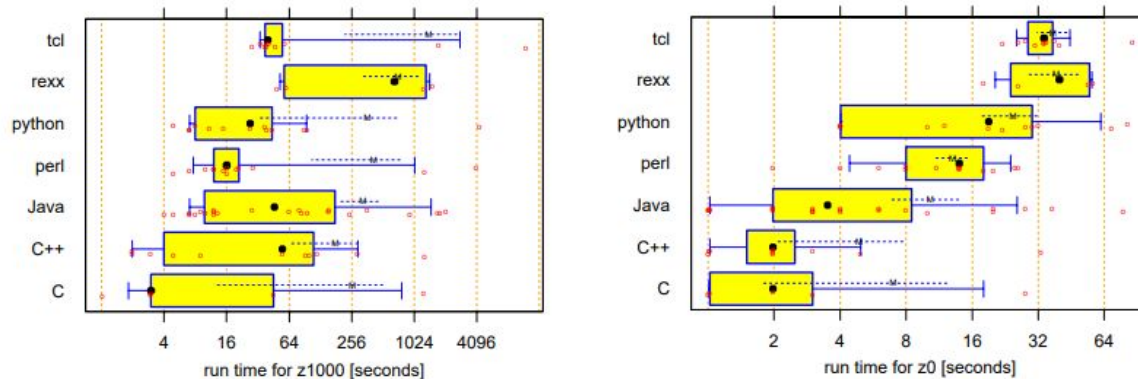 tcl
rexx
python
perl
Java
C++
C
M
M
M
M
M
M
M
4 16 64 256 1024 4096
run time for z1000 [seconds]
tcl
rexx
python
perl
Java
C++
C
M
M
M
M
M
M
M
2 4 8 16 32 64
run time for z0 [seconds]